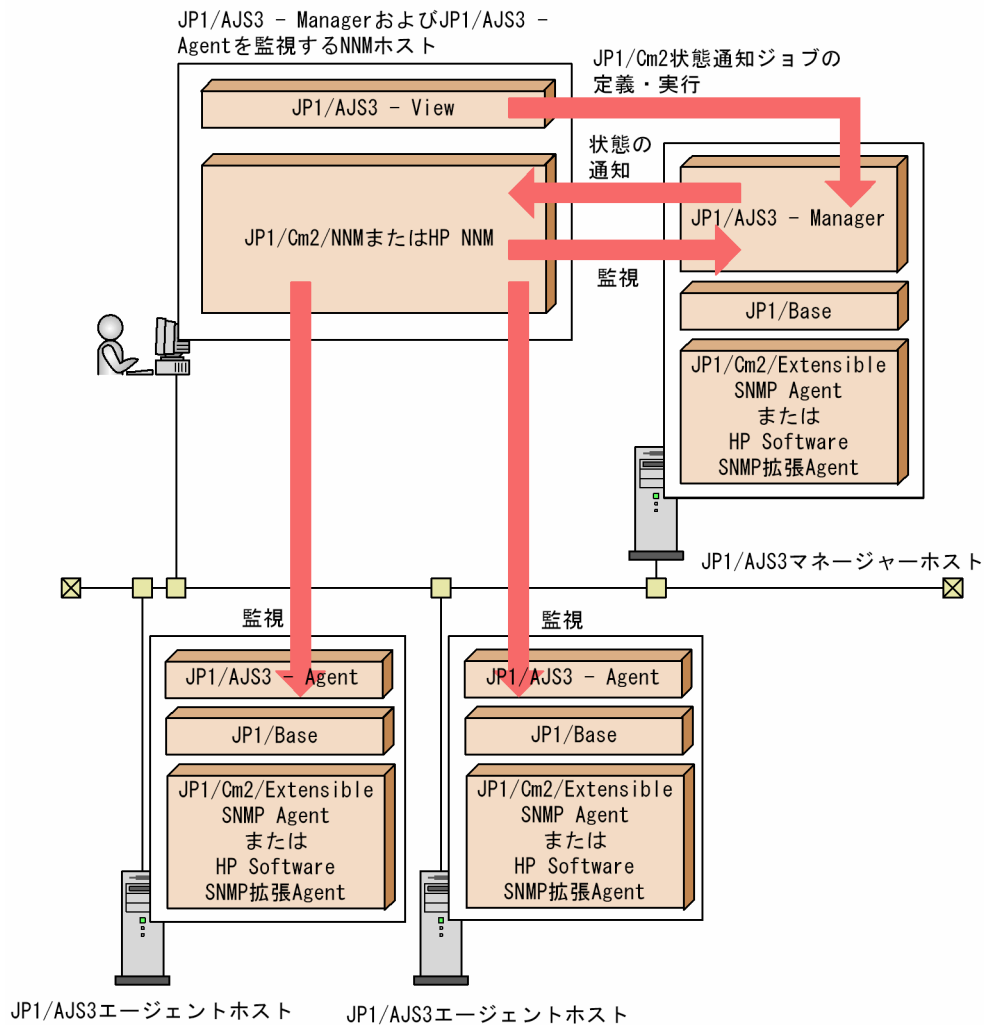 JP1/AJS3 - ManagerおよびJP1/AJS3 -
Agentを監視するNNMホスト
JP1/Cm2状態通知ジョブの
定義・実行
JP1/AJS3 - View
状態の
通知
JP1/Cm2/NNMまたはHP NNM
JP1/AJS3 - Manager
監視
JP1/Base
JP1/Cm2/Extensible
SNMP Agent
または
HP Software
SNMP拡張Agent
JP1/AJS3マネージャーホスト
監視
JP1/AJS3 - Agent
JP1/Base
JP1/Cm2/Extensible
SNMP Agent
または
HP Software
SNMP拡張Agent
JP1/AJS3エージェントホスト
監視
JP1/AJS3 - Agent
JP1/Base
JP1/Cm2/Extensible
SNMP Agent
または
HP Software
SNMP拡張Agent
JP1/AJS3エージェントホスト